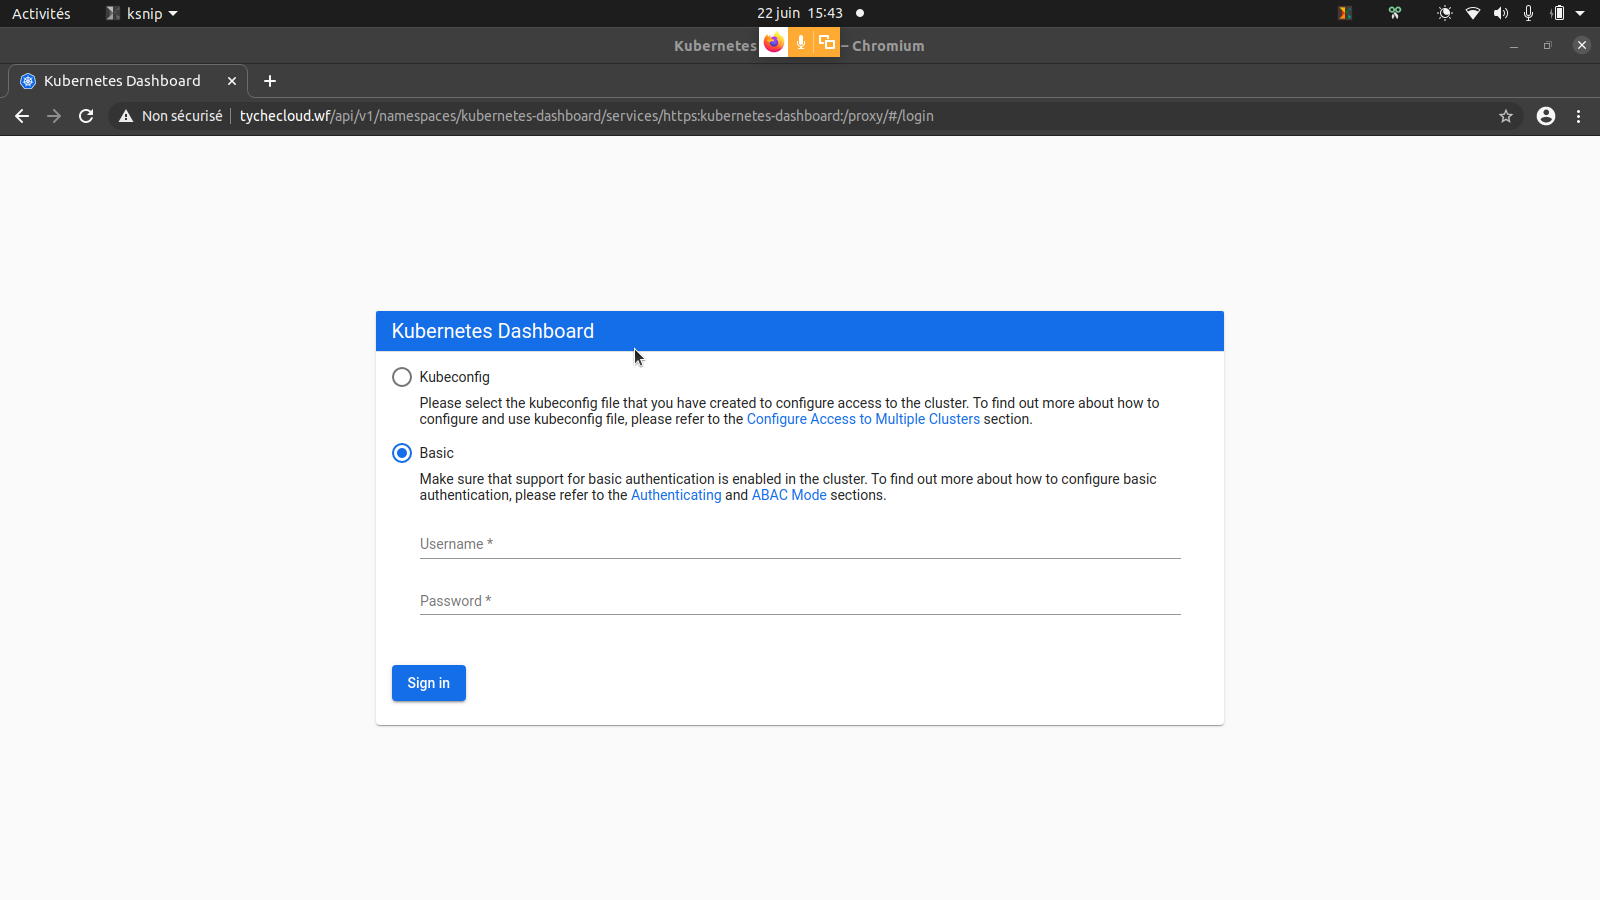 Activités
ksnip
22 juin 15:43
Kubernetes
– Chromium
Kubernetes Dashboard
Non sécurisé
tychecloud.wf/api/v1/namespaces/kubernetes-dashboard/services/https:kubernetes-dashboard:/proxy/#/login
Kubernetes Dashboard
Kubeconfig
Please select the kubeconfig file that you have created to configure access to the cluster. To find out more about how to
configure and use kubeconfig file, please refer to the Configure Access to Multiple Clusters section.
Basic
Make sure that support for basic authentication is enabled in the cluster. To find out more about how to configure basic
authentication, please refer to the Authenticating and ABAC Mode sections.
Username *
Password *
Sign in